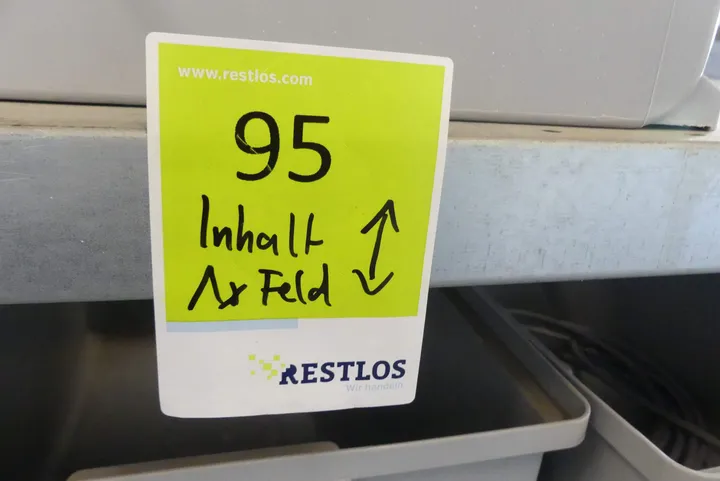 www.restlos.com
95
Inhalt
1x Feld
RESTLOS
Wir handeln